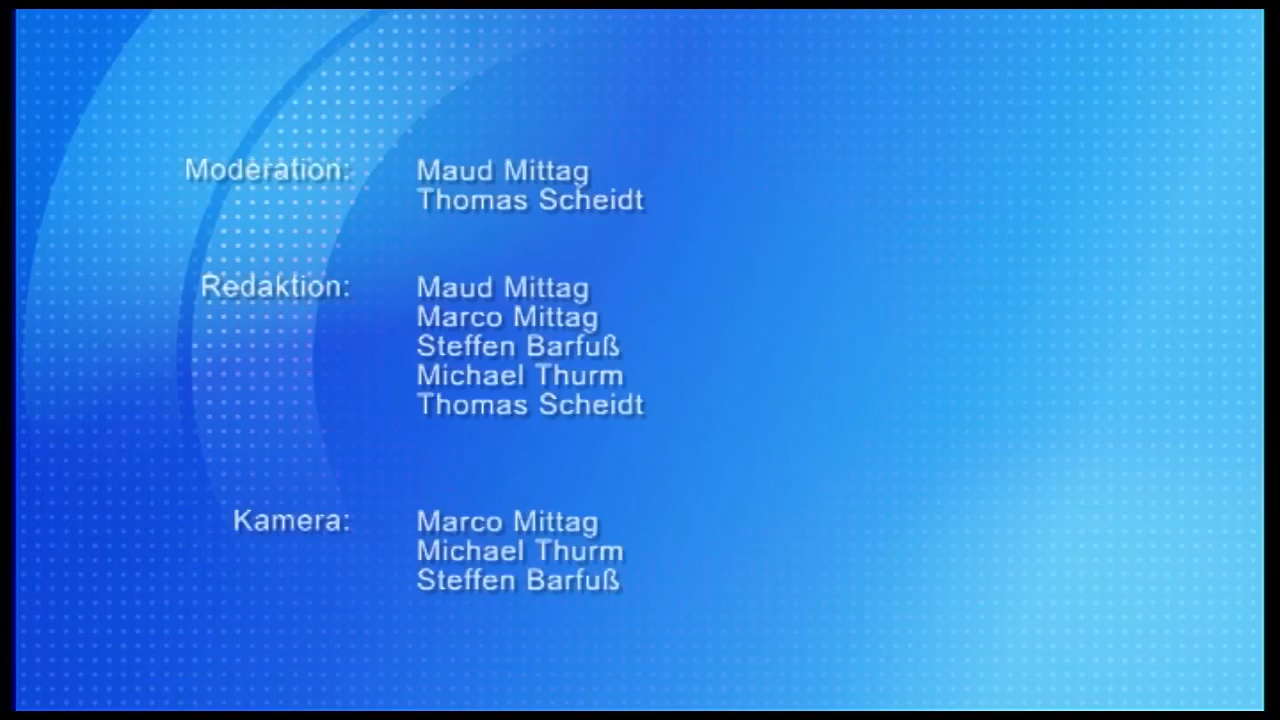 Moderation: Maud Mittag
Thomas Scheidt
Redaktion: Maud Mittag
Marco Mittag
Steffen Barfuß
Michael Thurm
Thomas Scheidt
Kamera: Marco Mittag
Michael Thurm
Steffen Barfuß